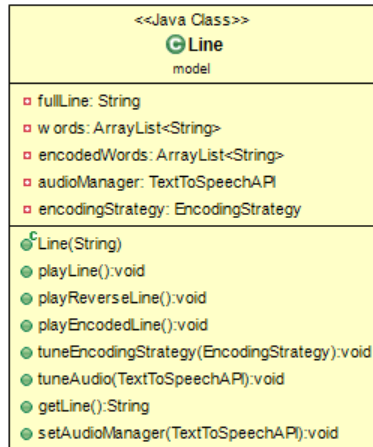 <<Java Class>>
Line
model
fullLine: String
words: ArrayList<String>
encodedWords: ArrayList<String>
audioManager: TextToSpeechAPI
encodingStrategy: EncodingStrategy
Line(String)
playLine():void
playReverseLine():void
playEncodedLine():void
tuneEncodingStrategy(EncodingStrategy):void
tuneAudio(TextToSpeechAPI):void
getLine():String
setAudioManager(TextToSpeechAPI):void